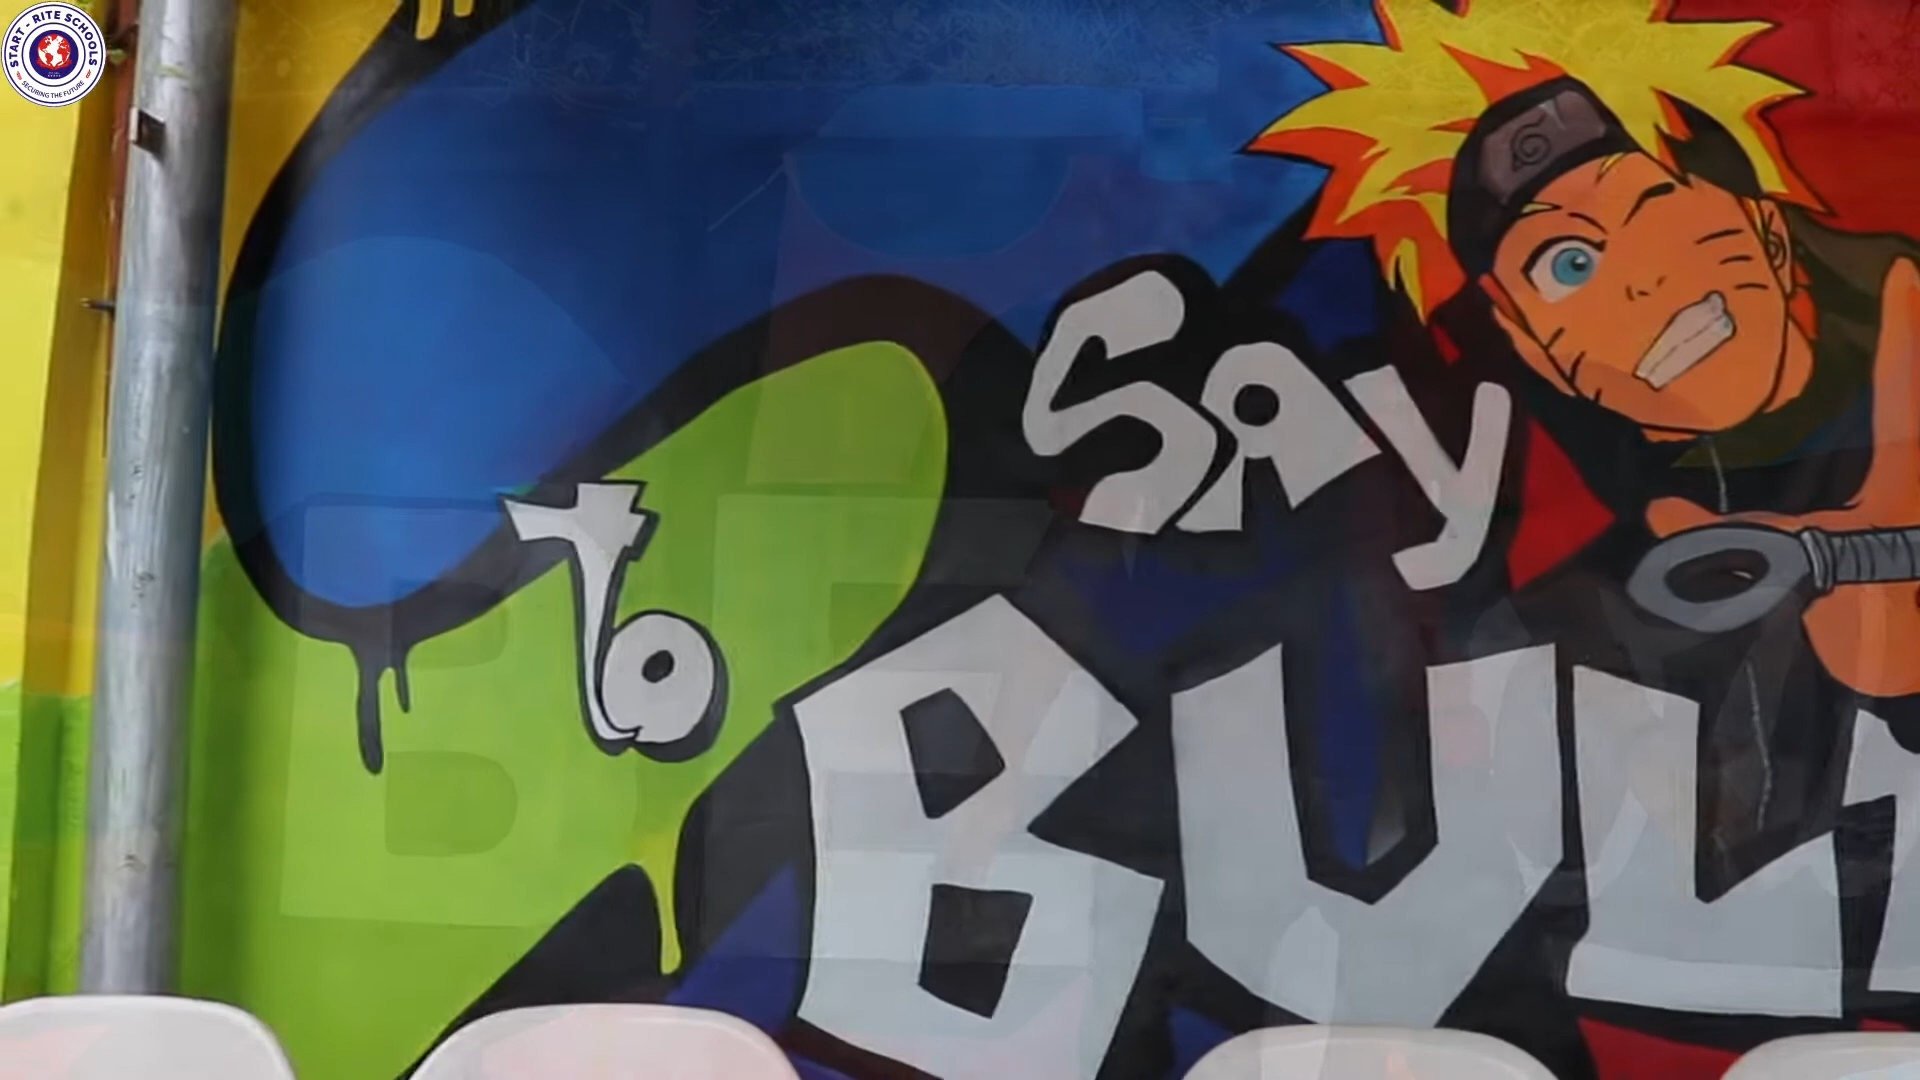 START - RITE SCHOOLS
SECURING THE FUTURE
Say
to
BUL